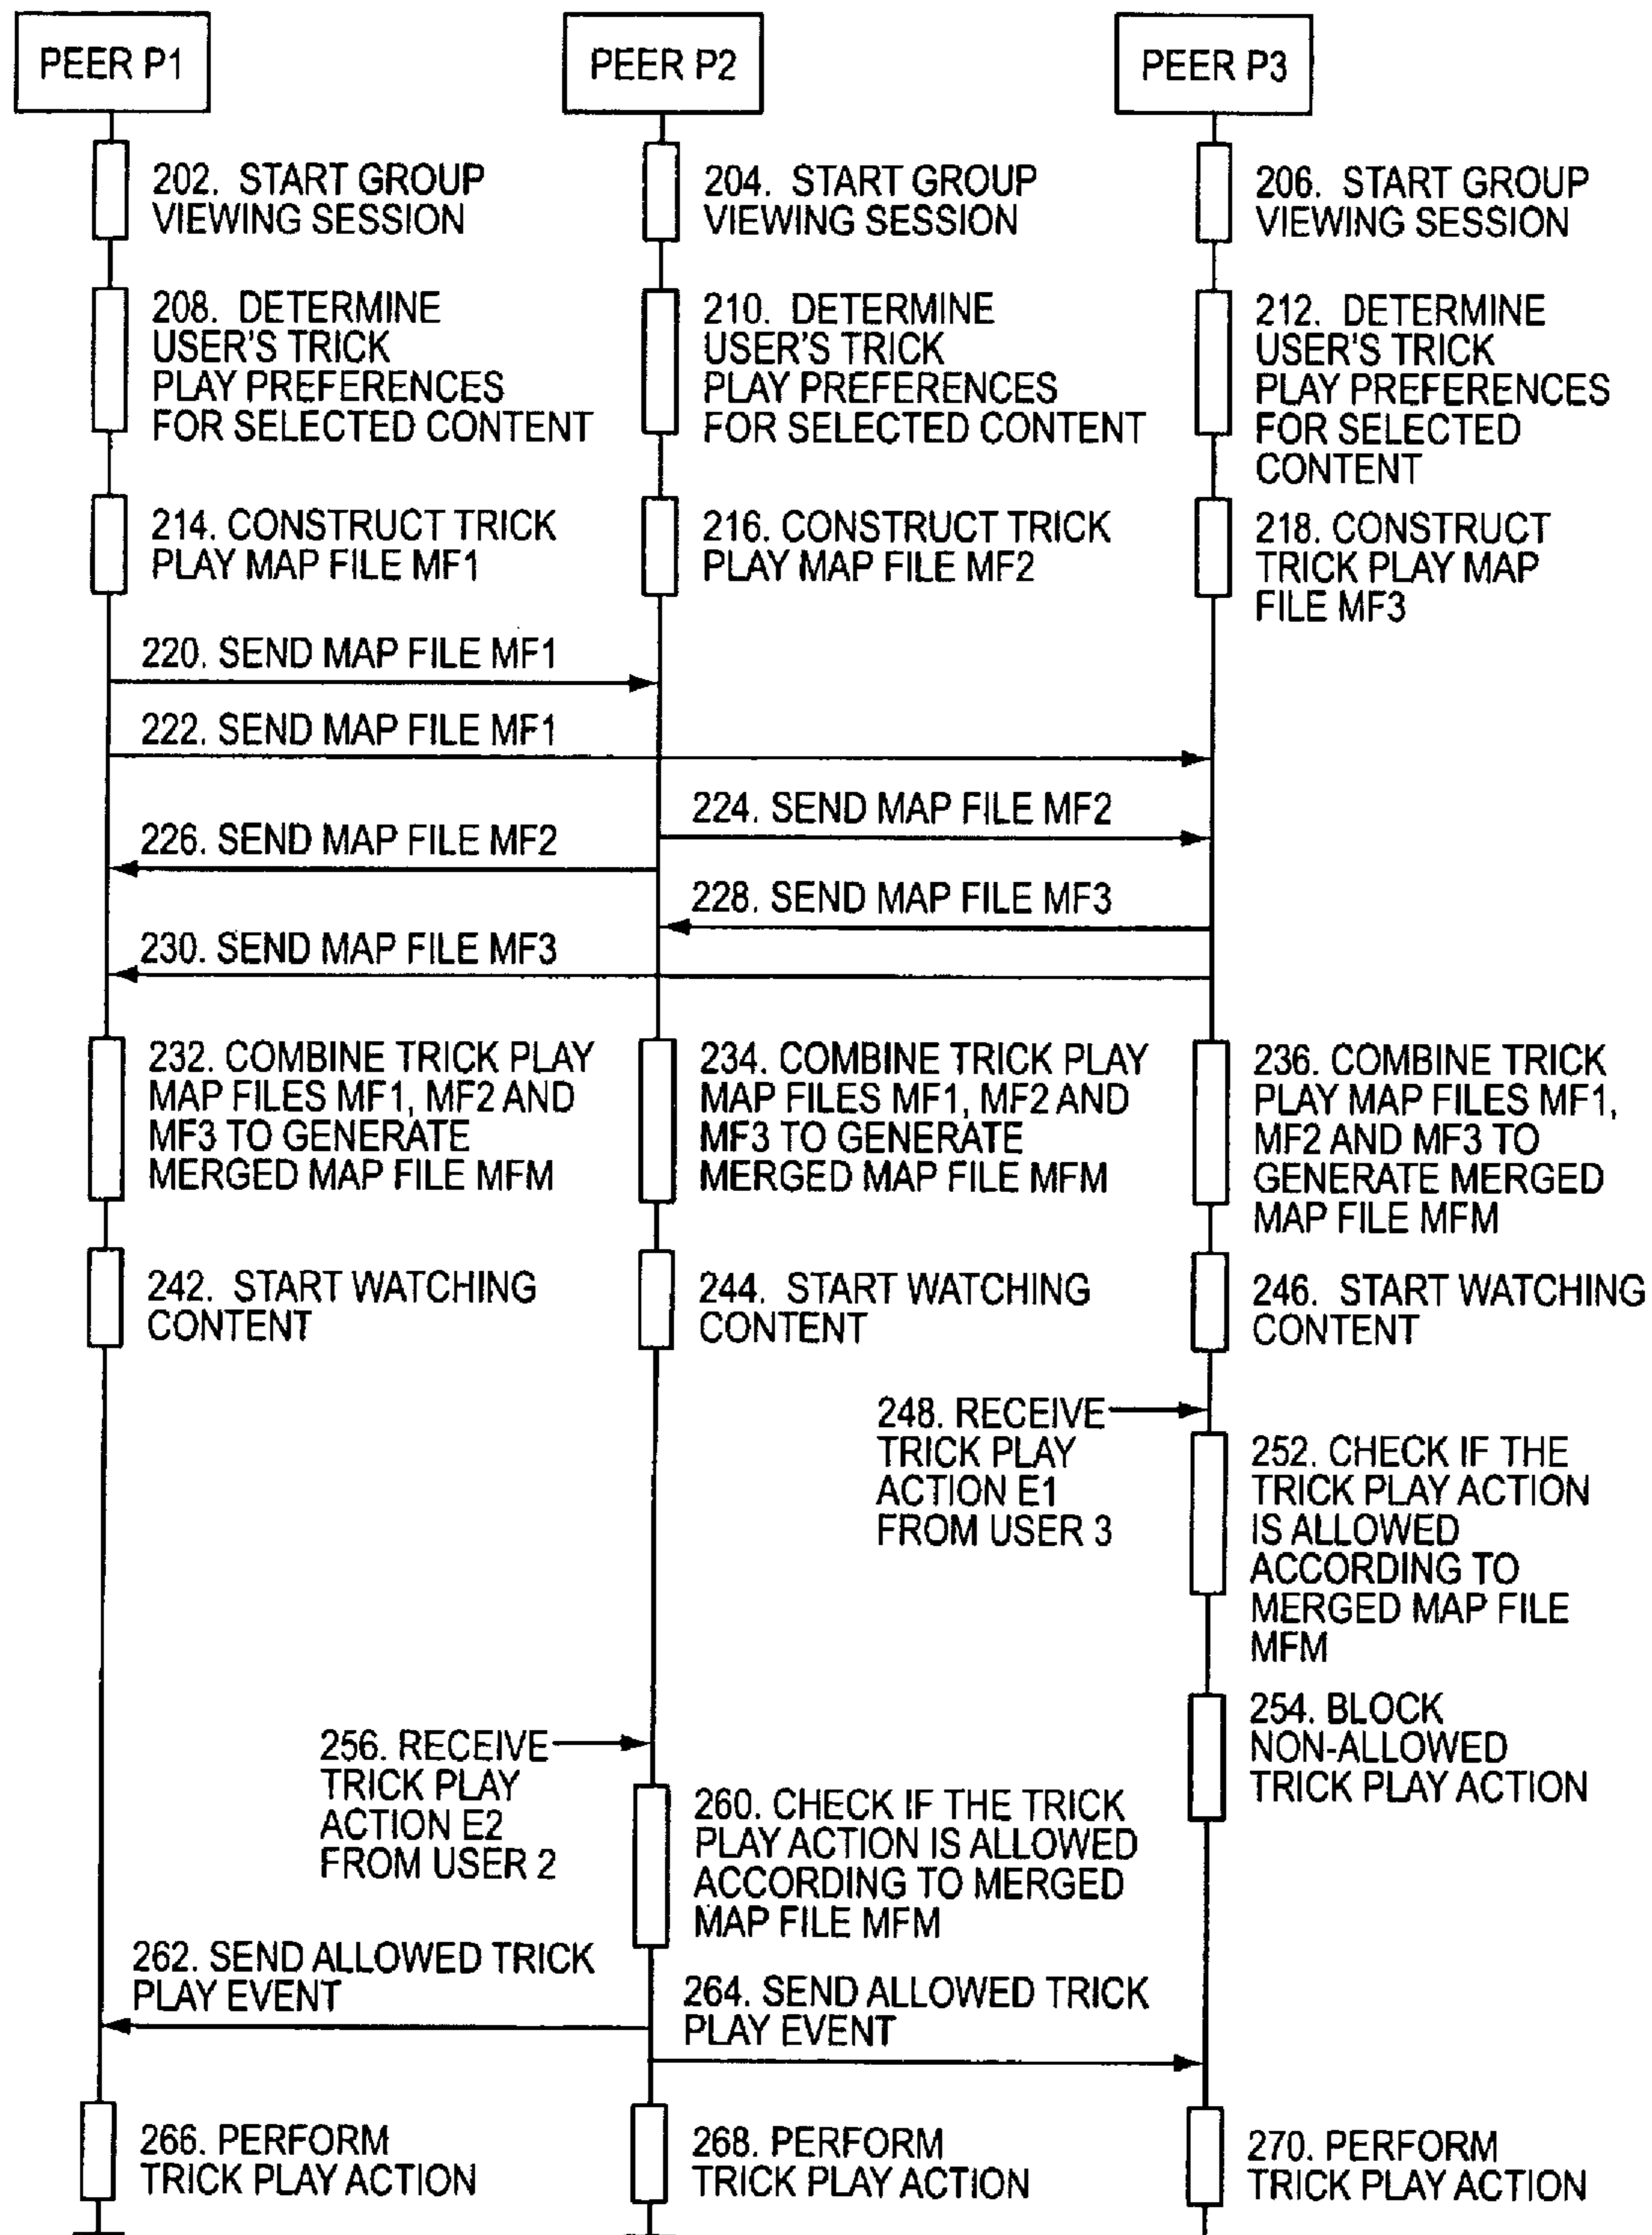 PEER P1
PEER P2
PEER P3
202. START GROUP
VIEWING SESSION
204. START GROUP
VIEWING SESSION
206. START GROUP
VIEWING SESSION
208. DETERMINE
USER'S TRICK
PLAY PREFERENCES
FOR SELECTED CONTENT
210. DETERMINE
USER'S TRICK
PLAY PREFERENCES
FOR SELECTED CONTENT
212. DETERMINE
USER'S TRICK
PLAY PREFERENCES
FOR SELECTED
CONTENT
214. CONSTRUCT TRICK
PLAY MAP FILE MF1
216. CONSTRUCT TRICK
PLAY MAP FILE MF2
218. CONSTRUCT
TRICK PLAY MAP
FILE MF3
220. SEND MAP FILE MF1
222. SEND MAP FILE MF1
224. SEND MAP FILE MF2
226. SEND MAP FILE MF2
228. SEND MAP FILE MF3
230. SEND MAP FILE MF3
232. COMBINE TRICK PLAY
MAP FILES MF1, MF2 AND
MF3 TO GENERATE
MERGED MAP FILE MFM
234. COMBINE TRICK PLAY
MAP FILES MF1, MF2 AND
MF3 TO GENERATE
MERGED MAP FILE MFM
236. COMBINE TRICK
PLAY MAP FILES MF1,
MF2 AND MF3 TO
GENERATE MERGED
MAP FILE MFM
242. START WATCHING
CONTENT
244. START WATCHING
CONTENT
246. START WATCHING
CONTENT
248. RECEIVE
TRICK PLAY
ACTION E1
FROM USER 3
252. CHECK IF THE
TRICK PLAY ACTION
IS ALLOWED
ACCORDING TO
MERGED MAP FILE
MFM
254. BLOCK
NON-ALLOWED
TRICK PLAY ACTION
256. RECEIVE
TRICK PLAY
ACTION E2
FROM USER 2
260. CHECK IF THE TRICK
PLAY ACTION IS ALLOWED
ACCORDING TO MERGED
MAP FILE MFM
262. SEND ALLOWED TRICK
PLAY EVENT
264. SEND ALLOWED TRICK
PLAY EVENT
266. PERFORM
TRICK PLAY ACTION
268. PERFORM
TRICK PLAY ACTION
270. PERFORM
TRICK PLAY ACTION